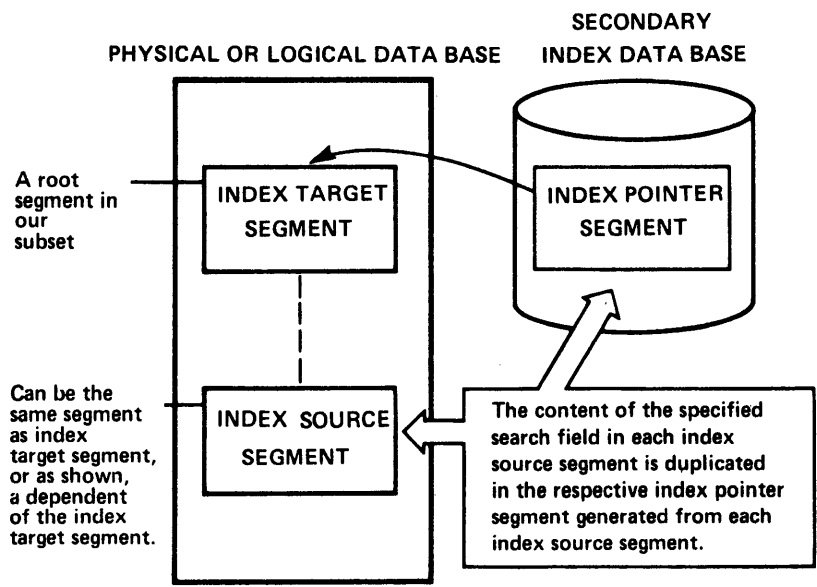 SECONDARY
INDEX DATA BASE
PHYSICAL OR LOGICAL DATA BASE
A root
segment in
our
subset
INDEX TARGET
SEGMENT
INDEX POINTER
SEGMENT
Can be the
same segment
as index
target segment,
or as shown,
a dependent
of the index
target segment.
INDEX SOURCE
SEGMENT
The content of the specified
search field in each index
source segment is duplicated
in the respective index pointer
segment generated from each
index source segment.